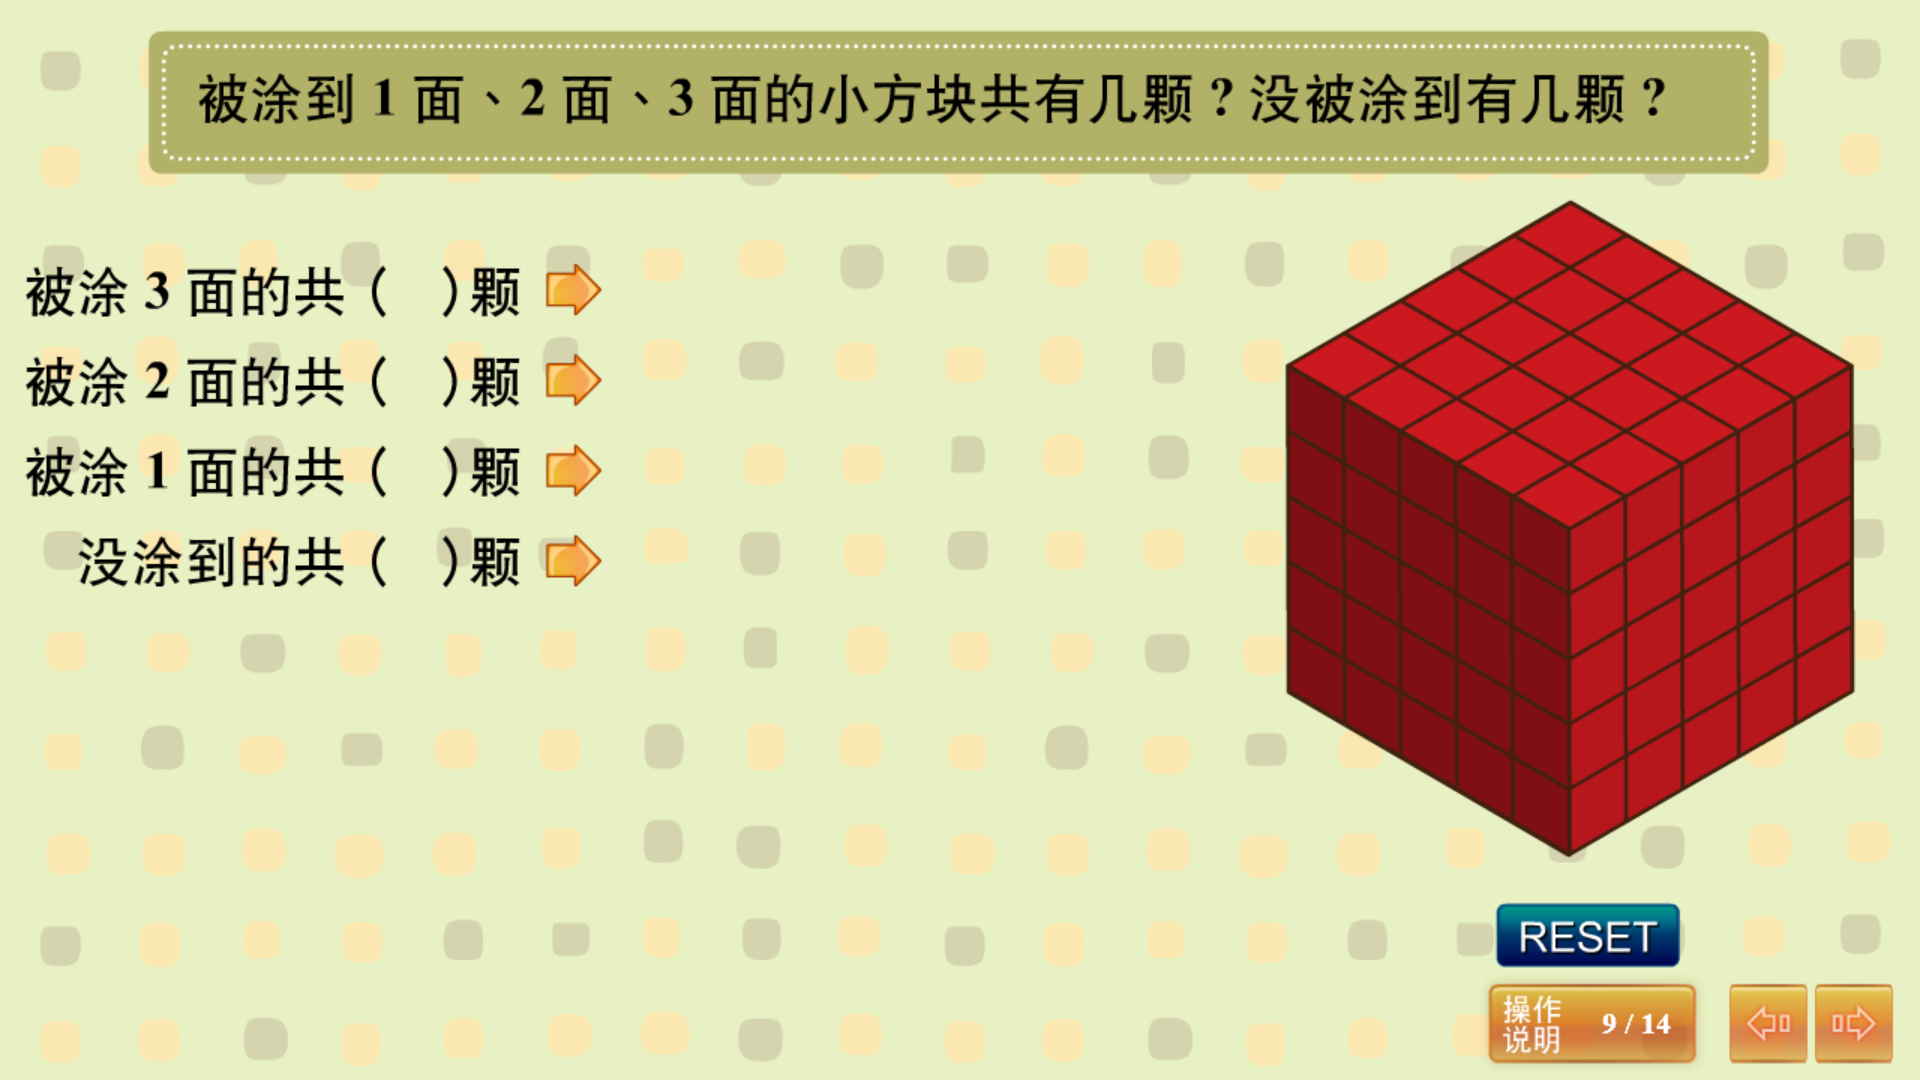 被涂到 1 面、2 面、3 面的小方块共有几颗？没被涂到有几颗？
被涂 3 面的共（　）颗
被涂 2 面的共（　）颗
被涂 1 面的共（　）颗
没涂到的共（　）颗
RESET
操作
说明
9 / 14